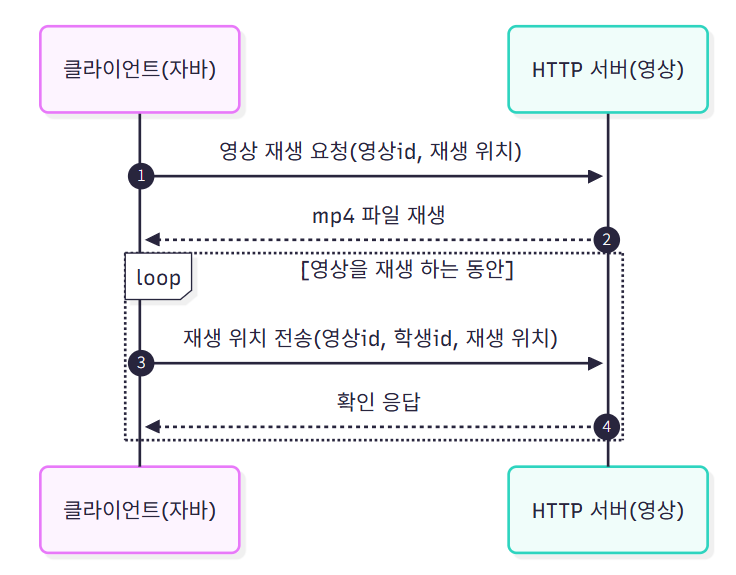 클라이언트(자바)
HTTP 서버(영상)
영상 재생 요청(영상id, 재생 위치)
1
mp4 파일 재생
2
loop
[영상을 재생 하는 동안]
재생 위치 전송(영상id, 학생id, 재생 위치)
3
확인 응답
4
클라이언트(자바)
HTTP 서버(영상)